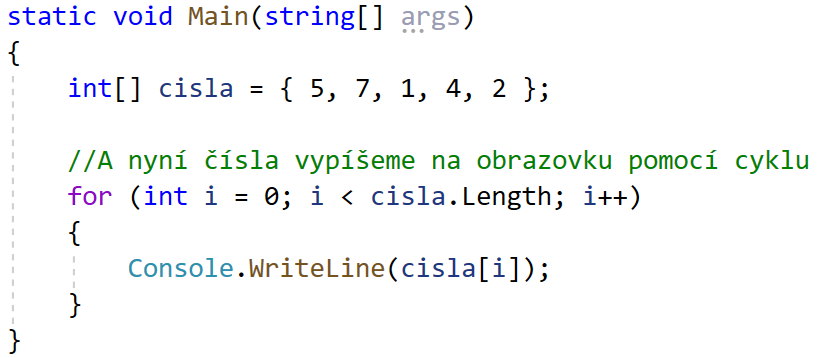 static void Main(string[] args)
{
int[] cisla = { 5, 7, 1, 4, 2 };
//A nyní čísla vypíšeme na obrazovku pomocí cyklu
for (int i = 0; i < cisla.Length; i++)
{
Console.WriteLine(cisla[i]);
}
}